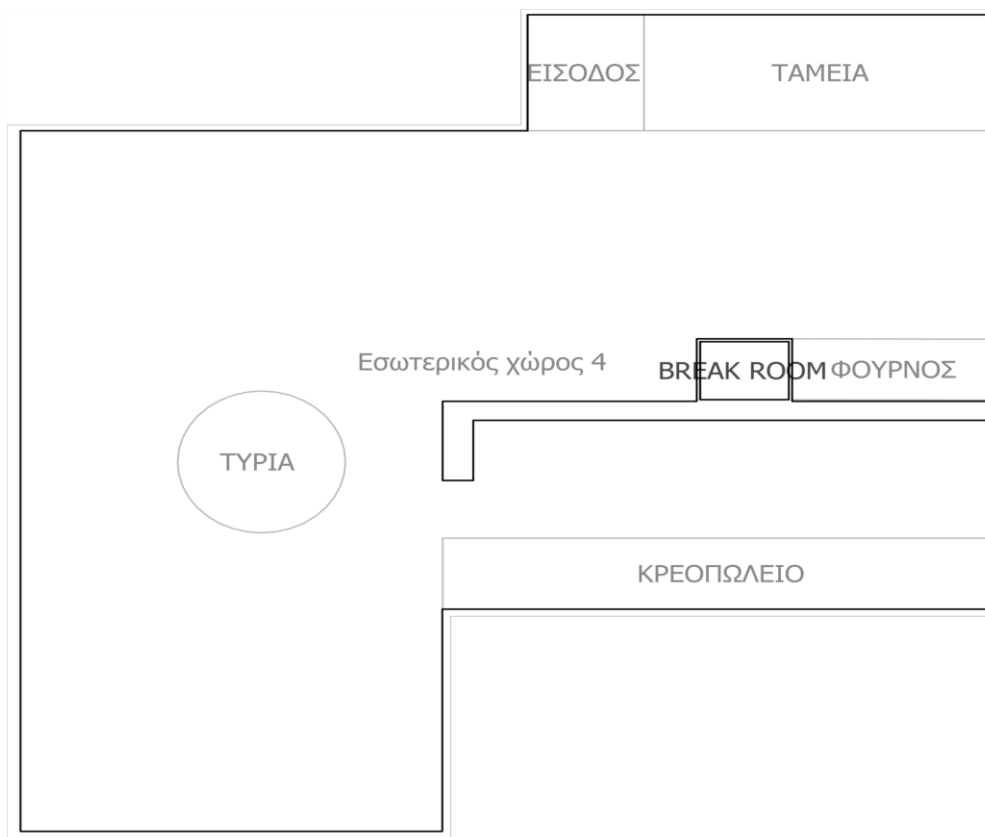 ΕΙΣΟΔΟΣ
ΤΑΜΕΙΑ
Εσωτερικός χώρος 4
BREAK ROOM
ΦΟΥΡΝΟΣ
ΤΥΡΙΑ
ΚΡΕΟΠΩΛΕΙΟ